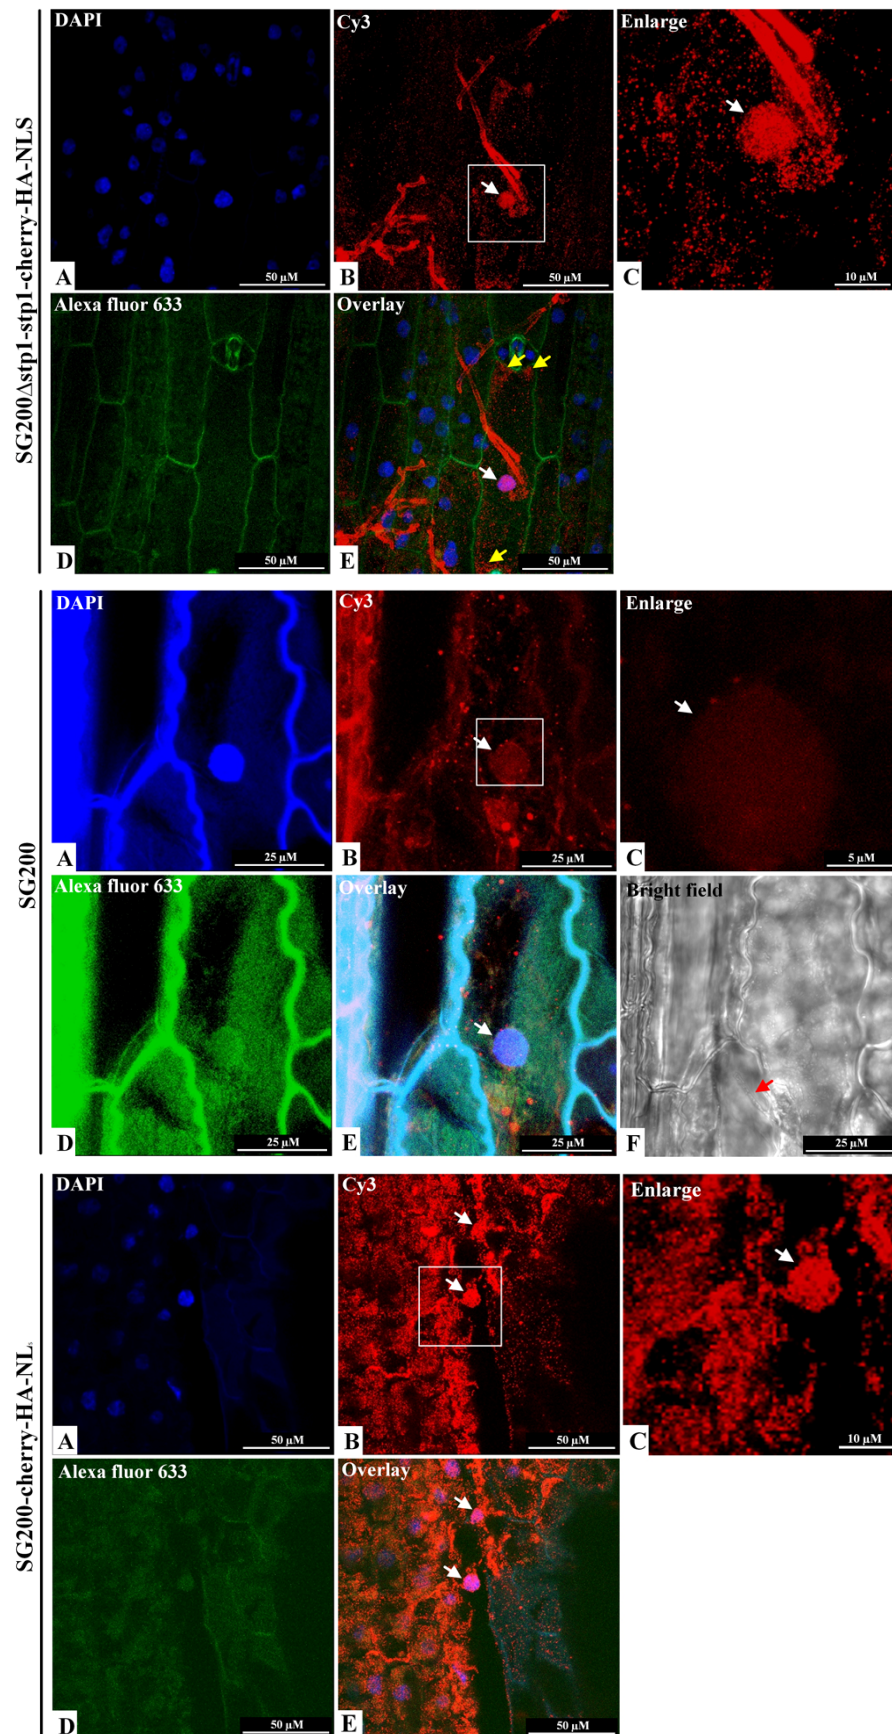 SG200Δstp1-stp1-cherry-HA-NLS
DAPI
A
50 µM
Cy3
B
50 µM
Enlarge
C
10 µM
Alexa fluor 633
D
50 µM
Overlay
E
50 µM
SG200
DAPI
A
25 µM
Cy3
B
25 µM
Enlarge
C
5 µM
Alexa fluor 633
D
25 µM
Overlay
E
25 µM
Bright field
F
25 µM
SG200-cherry-HA-NL
DAPI
A
50 µM
Cy3
B
50 µM
Enlarge
C
10 µM
Alexa fluor 633
D
50 µM
Overlay
E
50 µM